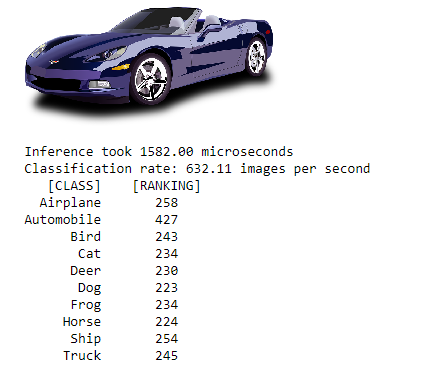 Inference took 1582.00 microseconds
Classification rate: 632.11 images per second
[CLASS] [RANKING]
Airplane 258
Automobile 427
Bird 243
Cat 234
Deer 230
Dog 223
Frog 234
Horse 224
Ship 254
Truck 245